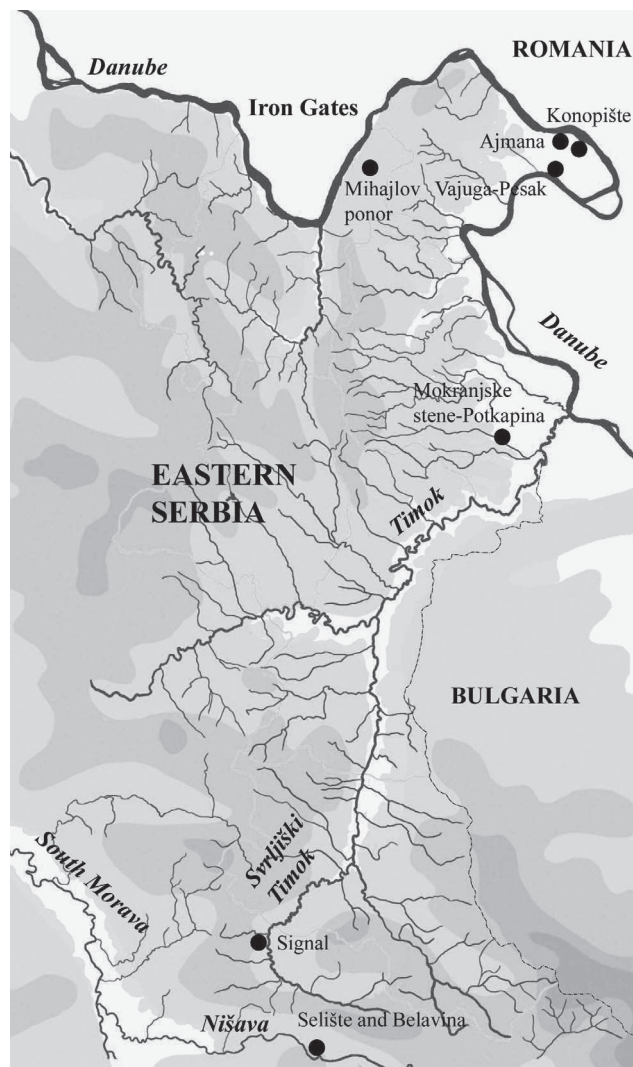 ROMANIA
Danube
Iron Gates
Konopište
Ajmana
Mihajlov
ponor
Vajuga-Pesak
Danube
Mokranjske
stene-Potkapina
EASTERN
SERBIA
Timok
BULGARIA
South Morava
Svrljiški
Timok
Signal
Nišava
Selište and Belavina